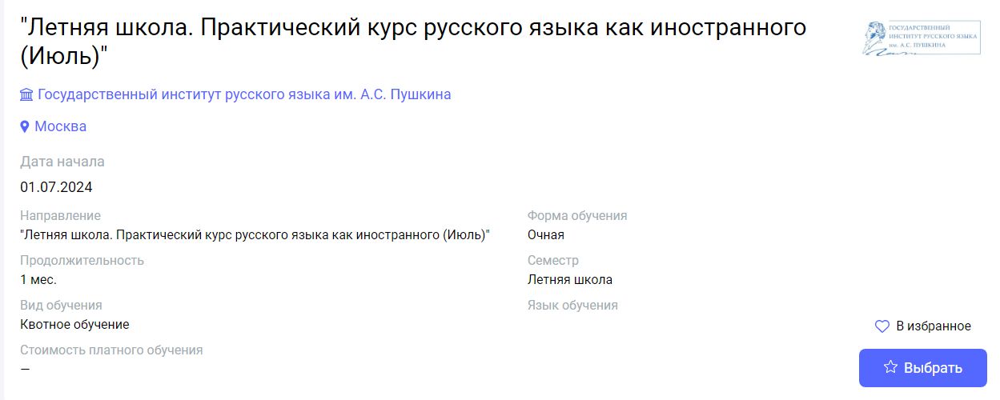 "Летняя школа. Практический курс русского языка как иностранного
(Июль)"
ГОСУДАРСТВЕННЫЙ
ИНСТИТУТ РУССКОГО ЯЗЫКА
ИМ. А.С. ПУШКИНА
Государственный институт русского языка им. А.С. Пушкина
Москва
Дата начала
01.07.2024
Направление
"Летняя школа. Практический курс русского языка как иностранного (Июль)"
Форма обучения
Очная
Продолжительность
1 мес.
Семестр
Летняя школа
Вид обучения
Квотное обучение
Язык обучения
Стоимость платного обучения
—
В избранное
Выбрать